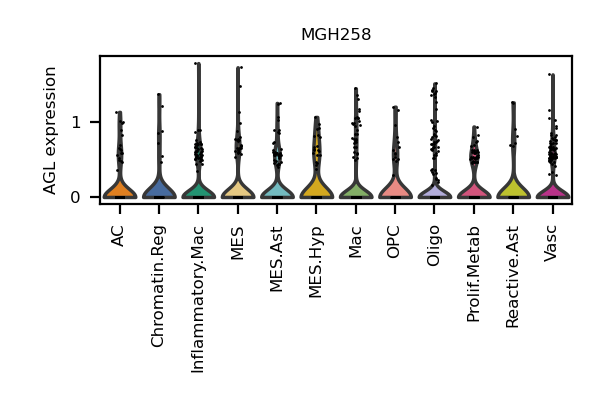 MGH258
AGL expression
1
0
AC
Chromatin.Reg
Inflammatory.Mac
MES
MES.Ast
MES.Hyp
Mac
OPC
Oligo
Prolif.Metab
Reactive.Ast
Vasc